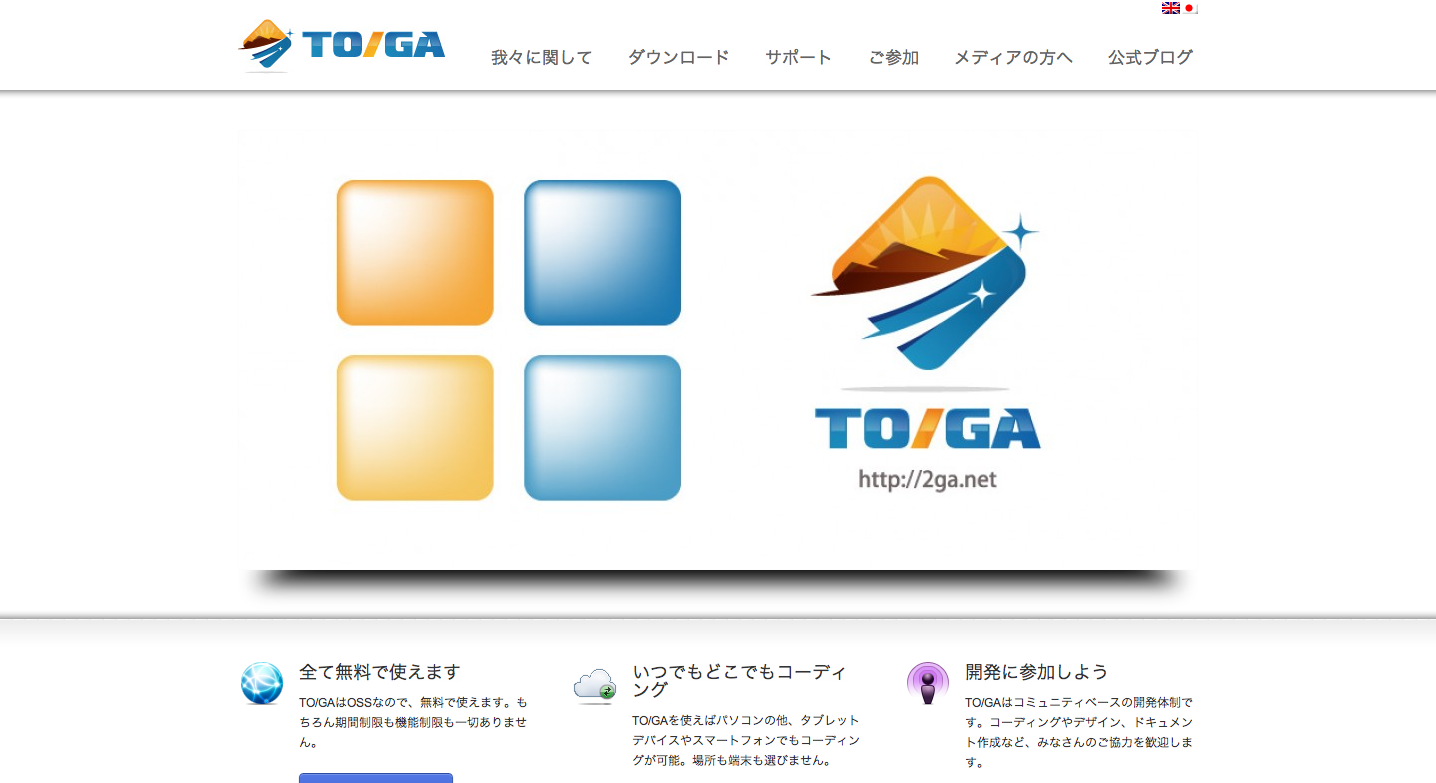 TO/GA
我々に関して
ダウンロード
サポート
ご参加
メディアの方へ
公式ブログ
TO/GA
http://2ga.net
全て無料で使えます
TO/GAはOSSなので、無料で使えます。も
ちろん期間制限も機能制限も一切ありませ
ん。
いつでもどこでもコーディ
ング
TO/GAを使えばパソコンの他、タブレット
デバイスやスマートフォンでもコーディン
グが可能。場所も端末も選びません。
開発に参加しよう
TO/GAはコミュニティベースの開発体制で
す。コーディングやデザイン、ドキュメン
ト作成など、みなさんのご協力を歓迎しま
す。